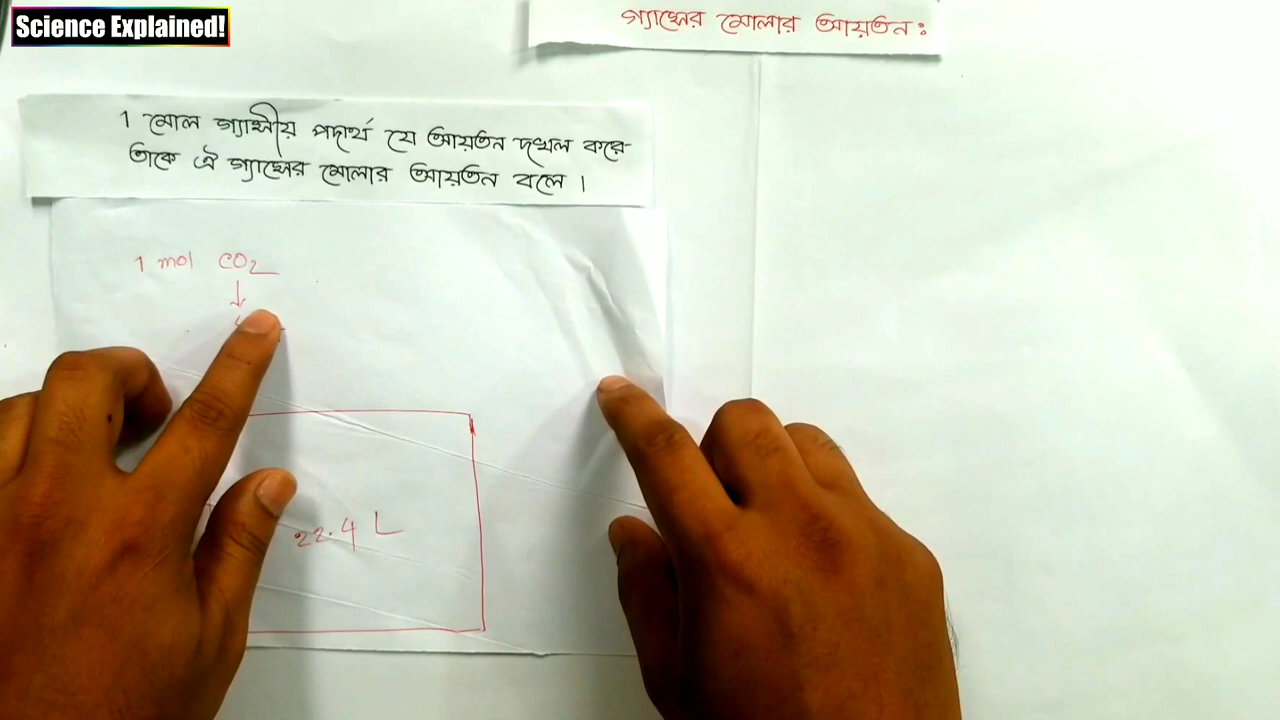 Science Explained!
গ্যাসের মোলার আয়তন:
1 মোল গ্যাসীয় পদার্থ যে আয়তন দখল করে
তাকে ঐ গ্যাসের মোলার আয়তন বলে।
1 mol CO2
22.4 L